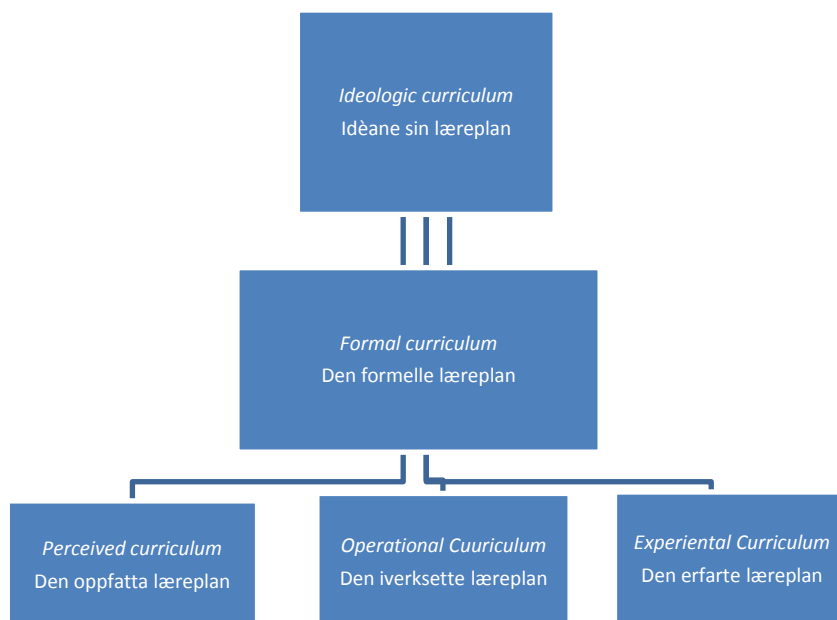 Ideologic curriculum
Idèane sin læreplan
Formal curriculum
Den formelle læreplan
Perceived curriculum
Den oppfatta læreplan
Operational Cuuriculum
Den iverksette læreplan
Experiental Curriculum
Den erfarte læreplan